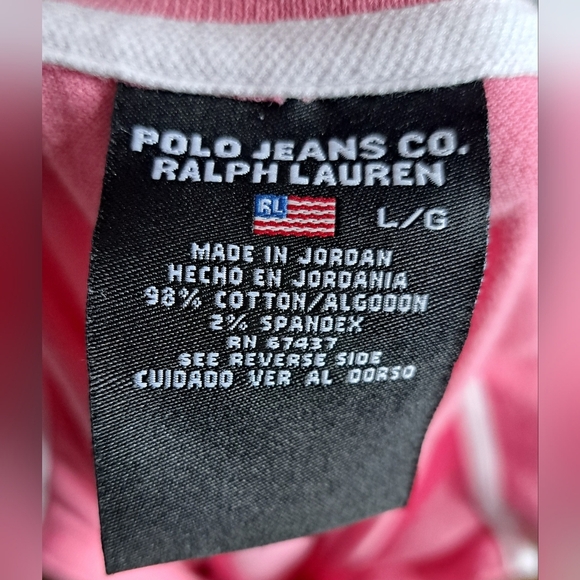 POLO JEANS CO.
RALPH LAUREN
RL L/G
MADE IN JORDAN
HECHO EN JORDANIA
98% COTTON/ALGODON
2% SPANDEX
RN 67437
SEE REVERSE SIDE
CUIDADO VER AL DORSO